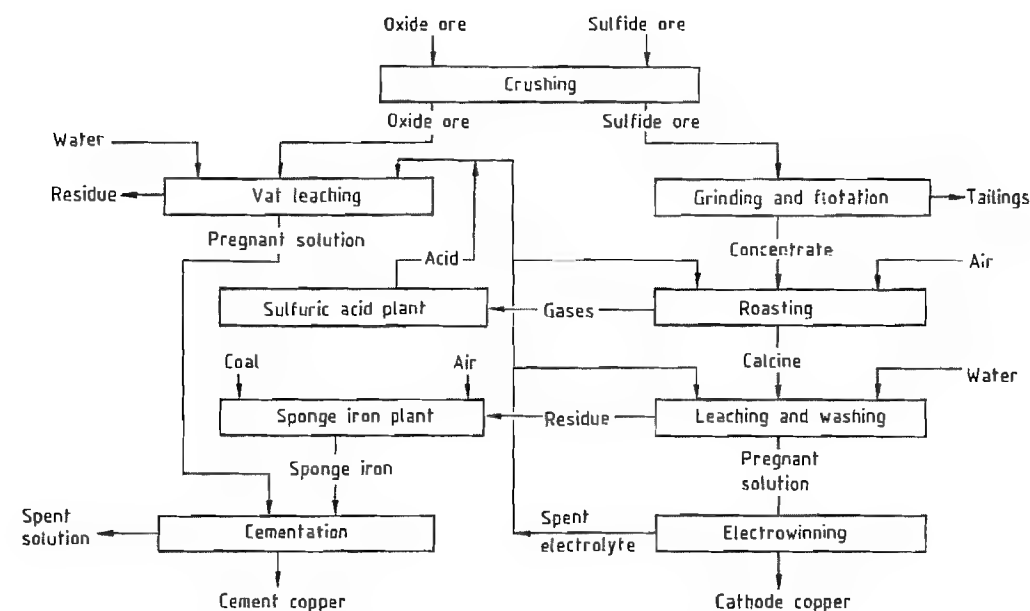 Oxide ore
Sulfide ore
Crushing
Oxide ore
Sulfide ore
Water
Residue
Vat leaching
Grinding and flotation
Tailings
Pregnant solution
Acid
Concentrate
Air
Sulfuric acid plant
Gases
Roasting
Coal
Air
Calcine
Water
Sponge iron plant
Residue
Leaching and washing
Sponge iron
Pregnant
solution
Spent
solution
Cementation
Spent
electrolyte
Electrowinning
Cement copper
Cathode copper